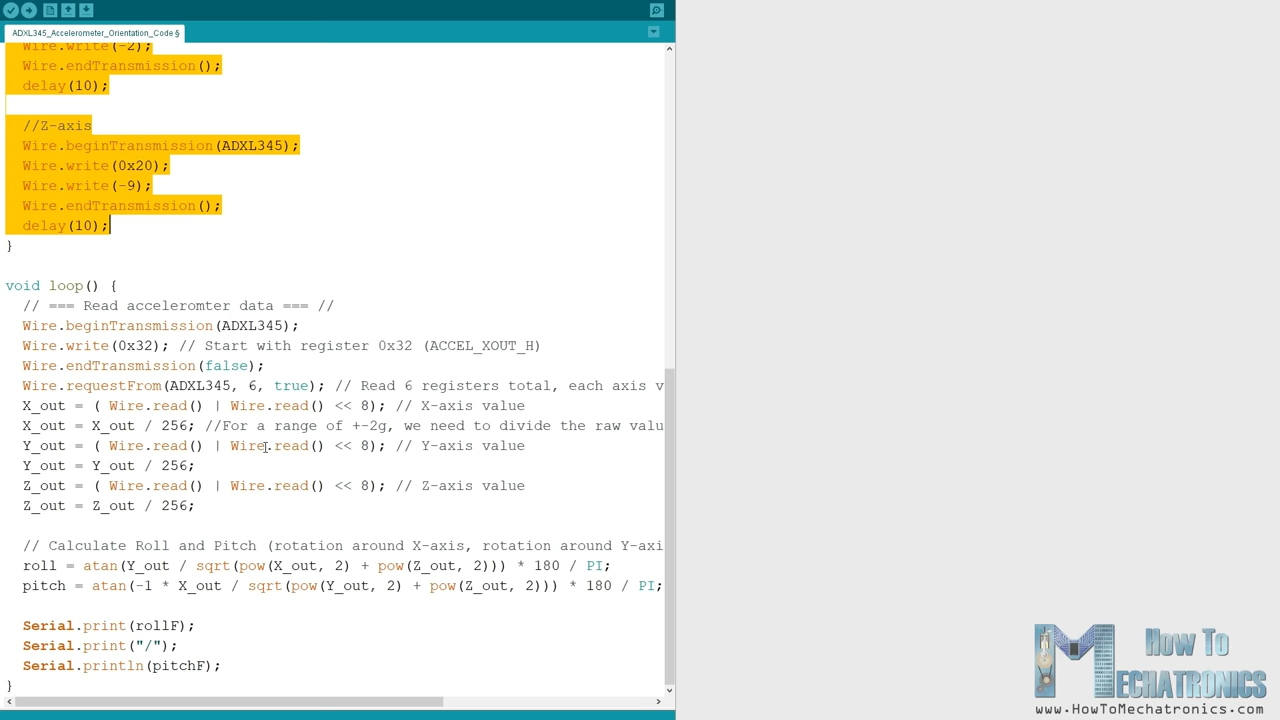 ADXL345_Accelerometer_Orientation_Code §
Wire.write(-2);
Wire.endTransmission();
delay(10);
//Z-axis
Wire.beginTransmission(ADXL345);
Wire.write(0x20);
Wire.write(-9);
Wire.endTransmission();
delay(10);
}
void loop() {
// === Read acceleromter data === //
Wire.beginTransmission(ADXL345);
Wire.write(0x32); // Start with register 0x32 (ACCEL_XOUT_H)
Wire.endTransmission(false);
Wire.requestFrom(ADXL345, 6, true); // Read 6 registers total, each axis v
X_out = ( Wire.read() | Wire.read() << 8); // X-axis value
X_out = X_out / 256; //For a range of +-2g, we need to divide the raw valu
Y_out = ( Wire.read() | Wire.read() << 8); // Y-axis value
Y_out = Y_out / 256;
Z_out = ( Wire.read() | Wire.read() << 8); // Z-axis value
Z_out = Z_out / 256;
// Calculate Roll and Pitch (rotation around X-axis, rotation around Y-axi
roll = atan(Y_out / sqrt(pow(X_out, 2) + pow(Z_out, 2))) * 180 / PI;
pitch = atan(-1 * X_out / sqrt(pow(Y_out, 2) + pow(Z_out, 2))) * 180 / PI;
Serial.print(rollF);
Serial.print("/");
Serial.println(pitchF);
}
How To
MECHATRONICS
www.HowToMechatronics.com